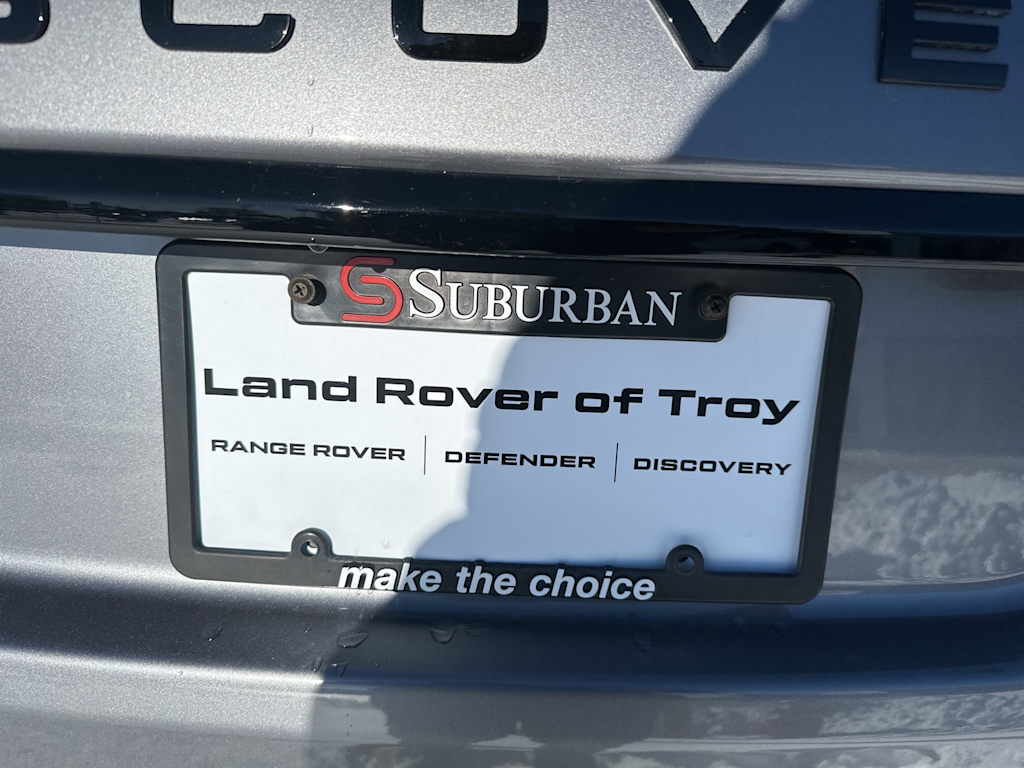 SCOVE
SUBURBAN
Land Rover of Troy
RANGE ROVER | DEFENDER | DISCOVERY
make the choice